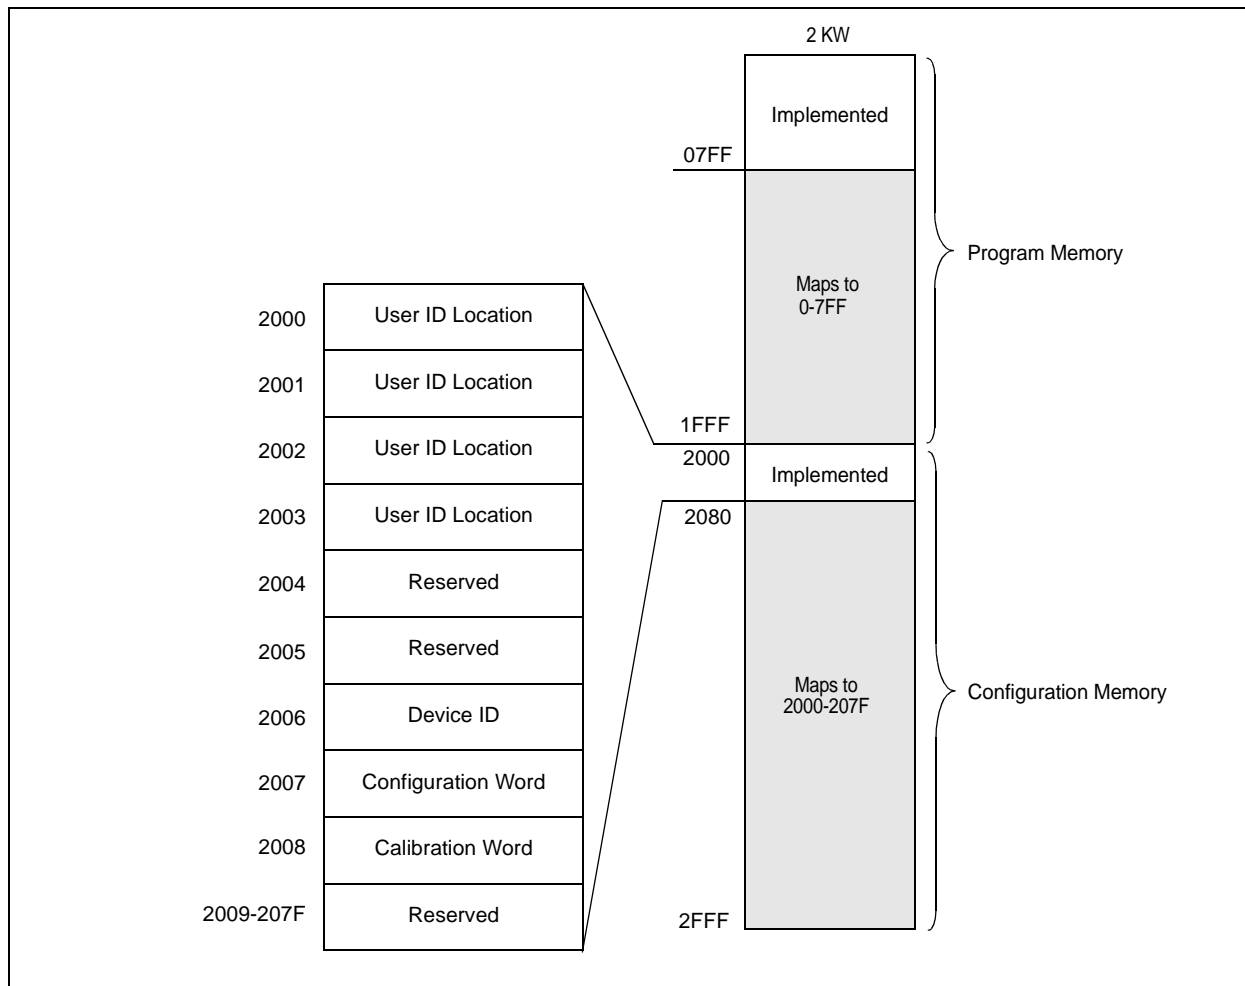 2 KW
Implemented
07FF
Maps to
0-7FF
Program Memory
1FFF
2000
Implemented
2080
Maps to
2000-207F
Configuration Memory
2FFF
2000 User ID Location
2001 User ID Location
2002 User ID Location
2003 User ID Location
2004 Reserved
2005 Reserved
2006 Device ID
2007 Configuration Word
2008 Calibration Word
2009-207F Reserved